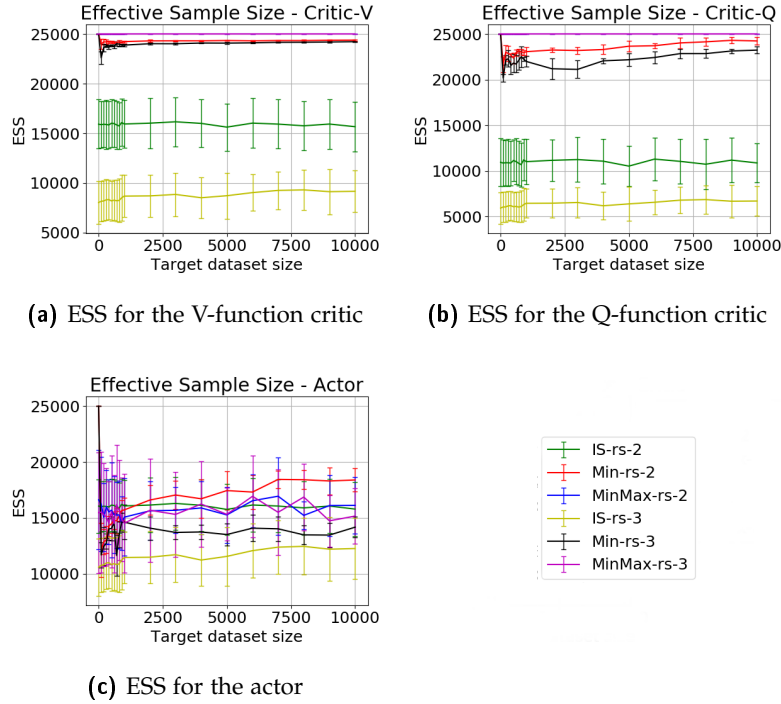 Effective Sample Size - Critic-V
25000
20000
15000
10000
5000
ESS
0 2500 5000 7500 10000
Target dataset size
(a) ESS for the V-function critic
Effective Sample Size - Critic-Q
25000
20000
15000
10000
5000
ESS
0 2500 5000 7500 10000
Target dataset size
(b) ESS for the Q-function critic
Effective Sample Size - Actor
25000
20000
15000
10000
ESS
0 2500 5000 7500 10000
Target dataset size
(c) ESS for the actor
IS-rs-2
Min-rs-2
MinMax-rs-2
IS-rs-3
Min-rs-3
MinMax-rs-3